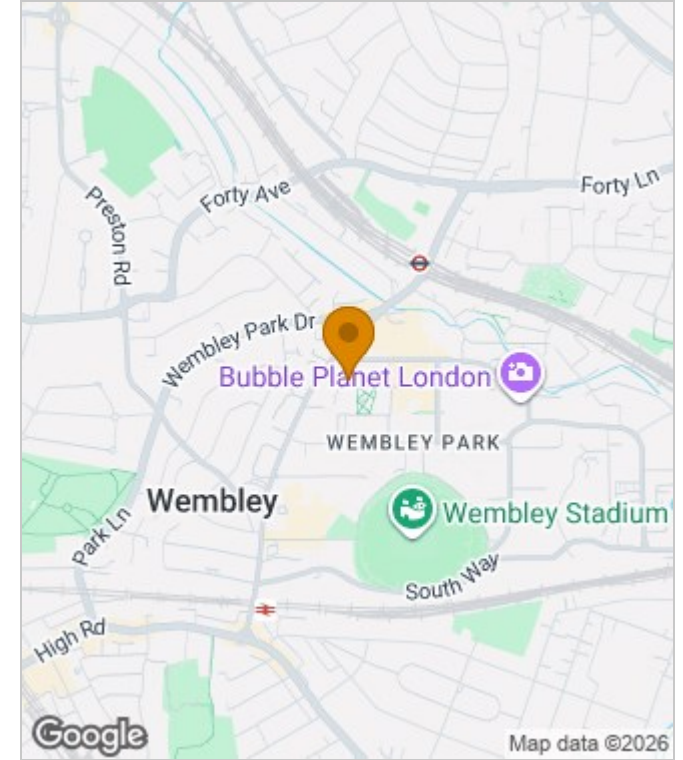 Forty Ln
Forty Ave
Preston Rd
Wembley Park Dr
Bubble Planet London
WEMBLEY PARK
Wembley
Wembley Stadium
Park Ln
South Way
High Rd
Google
Map data ©2026